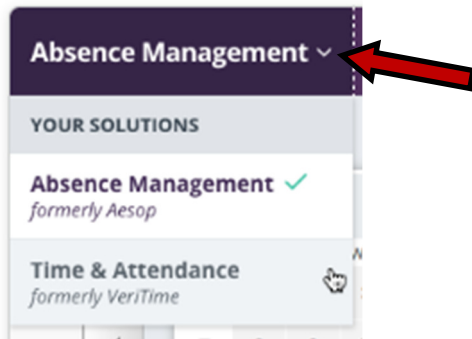 Absence Management
YOUR SOLUTIONS
Absence Management
formerly Aesop
Time & Attendance
formerly VeriTime